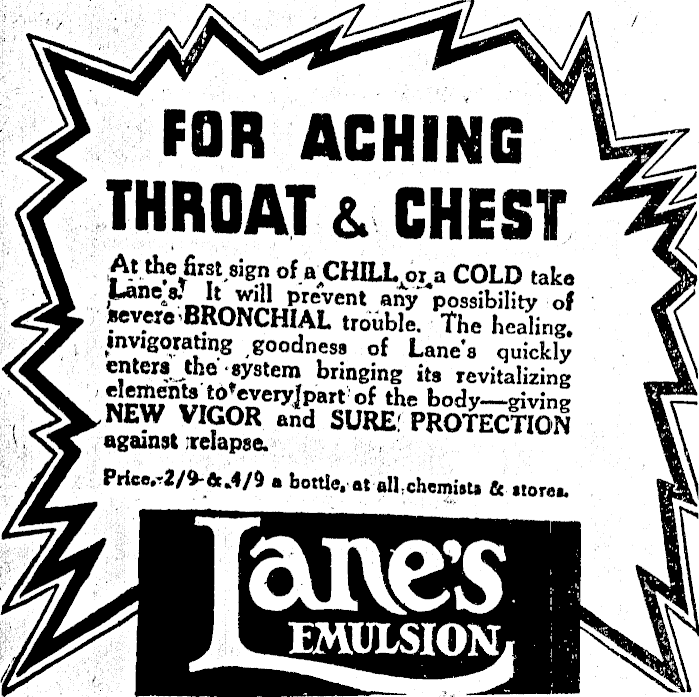 FOR ACHING
THROAT & CHEST
At the first sign of a CHILL or a COLD take
Lane's! It will prevent any possibility of
severe BRONCHIAL trouble. The healing,
invigorating goodness of Lane's quickly
enters the system bringing its revitalizing
elements to every part of the body—giving
NEW VIGOR and SURE PROTECTION
against relapse.
Price, 2/9 & 4/9 a bottle, at all chemists & stores.
Lane's
EMULSION